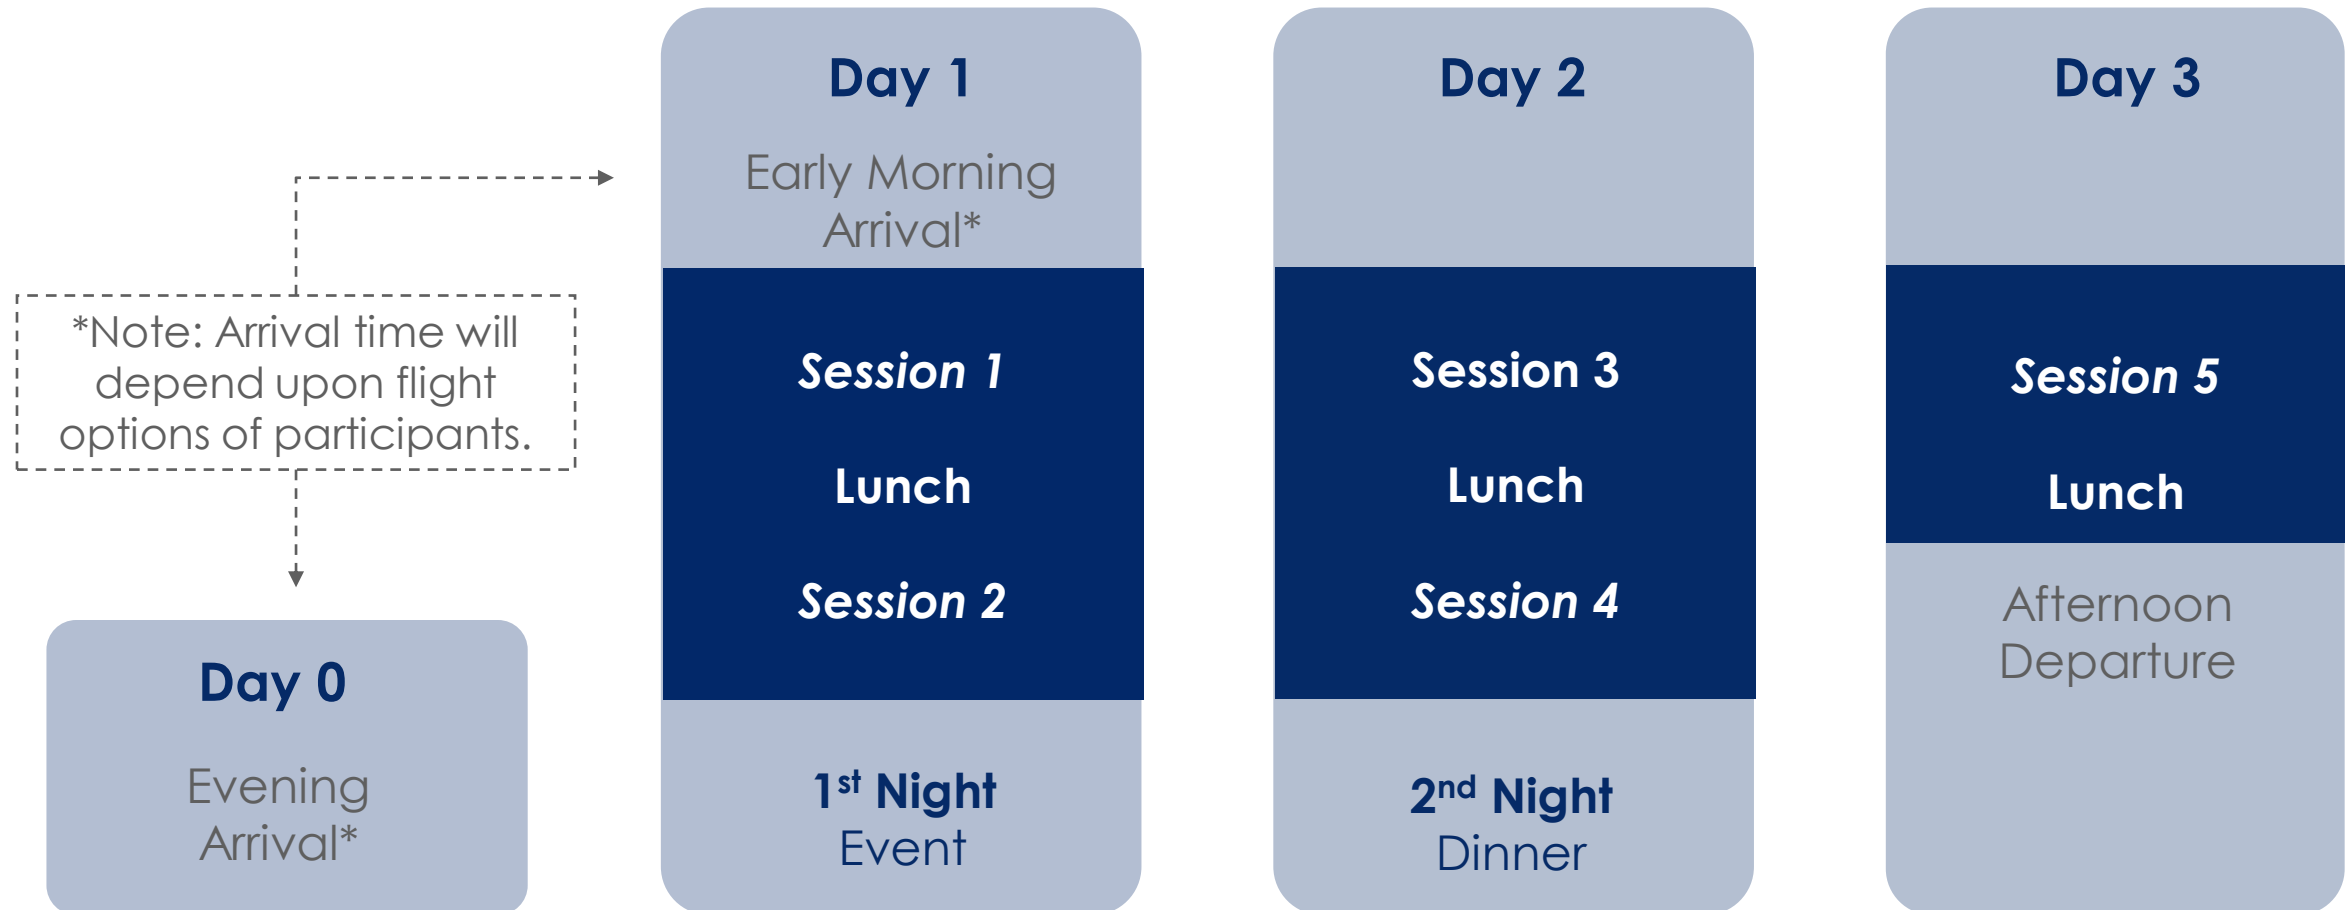 *Note: Arrival time will
depend upon flight
options of participants.
Day 0
Evening
Arrival*
Day 1
Early Morning
Arrival*
Session 1
Lunch
Session 2
1st Night
Event
Day 2
Session 3
Lunch
Session 4
2nd Night
Dinner
Day 3
Session 5
Lunch
Afternoon
Departure